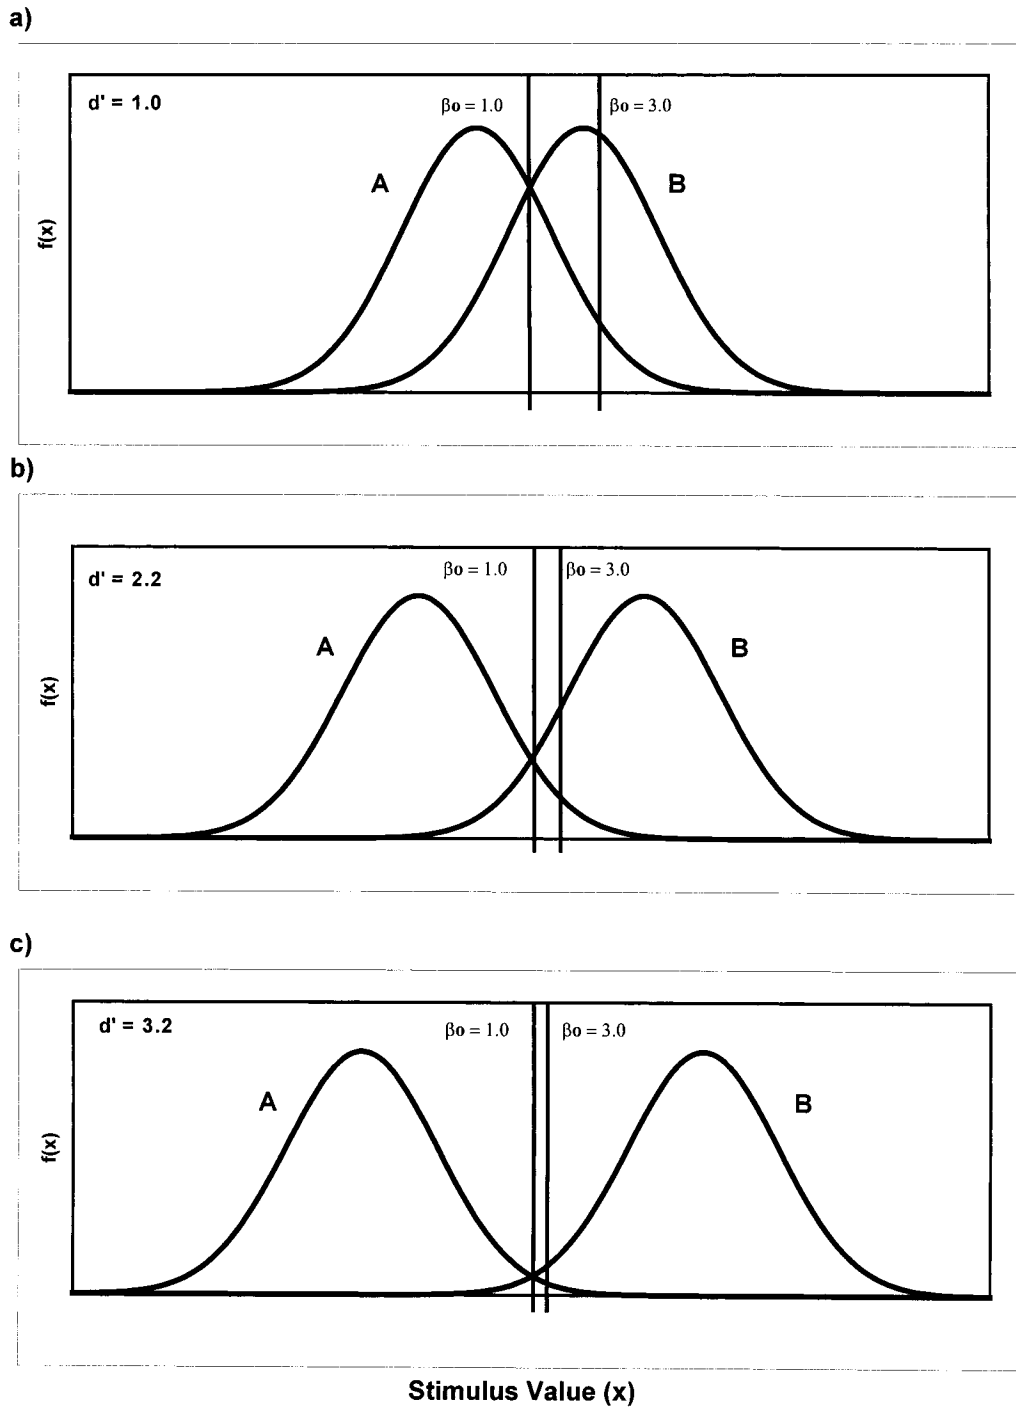 a)
d' = 1.0
βo = 1.0
βo = 3.0
A
B
f(x)
b)
d' = 2.2
βo = 1.0
βo = 3.0
A
B
f(x)
c)
d' = 3.2
βo = 1.0
βo = 3.0
A
B
f(x)
Stimulus Value (x)